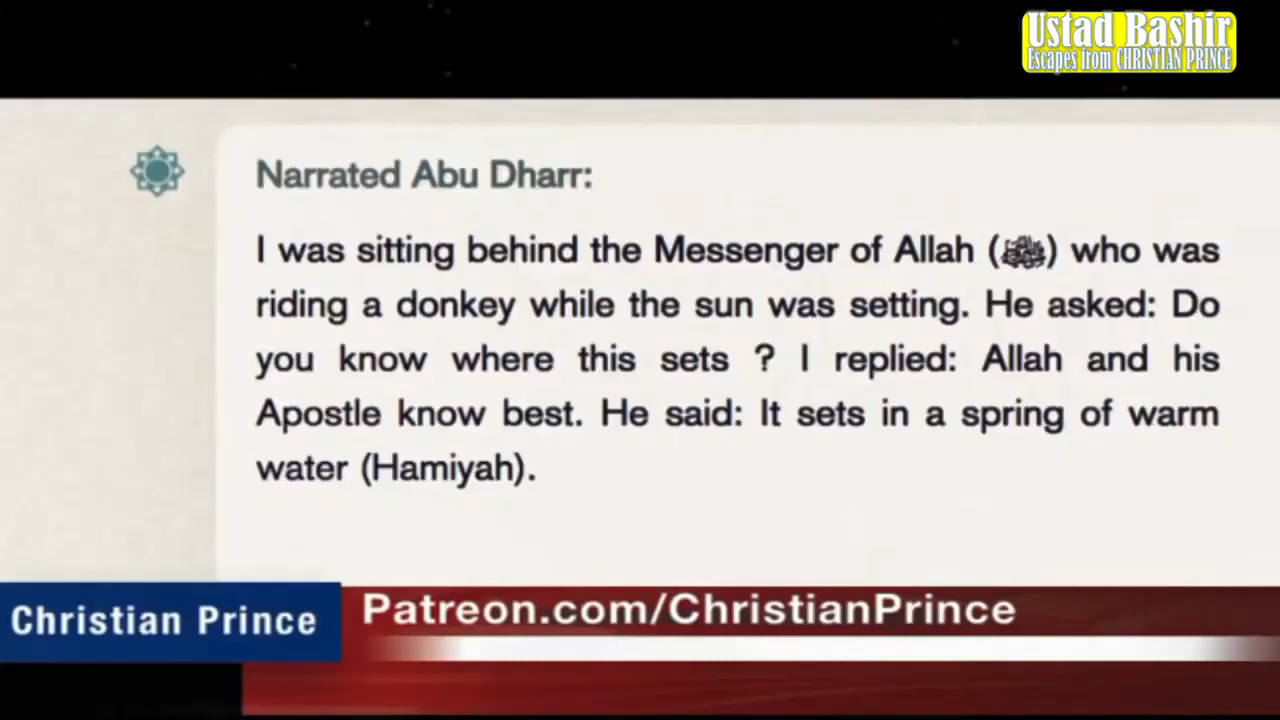 Ustad Bashir
Escapes from CHRISTIAN PRINCE
Narrated Abu Dharr:
I was sitting behind the Messenger of Allah (ﷺ) who was
riding a donkey while the sun was setting. He asked: Do
you know where this sets ? I replied: Allah and his
Apostle know best. He said: It sets in a spring of warm
water (Hamiyah).
Christian Prince
Patreon.com/ChristianPrince